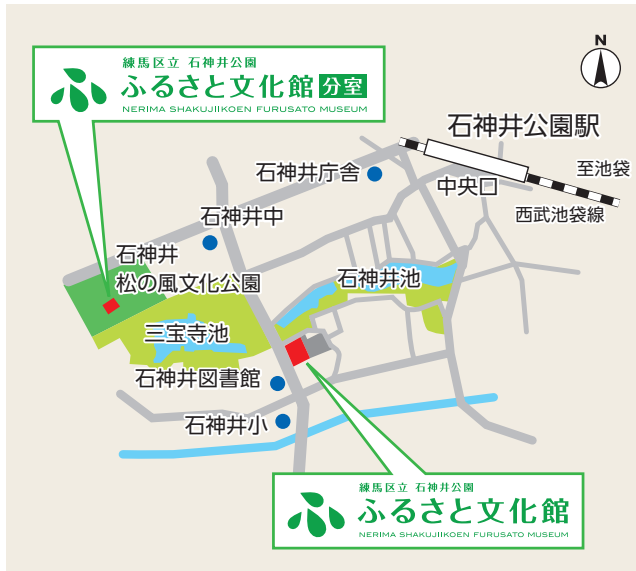 N
練馬区立 石神井公園
ふるさと文化館 分室
NERIMA SHAKUJIIKOEN FURUSATO MUSEUM
石神井公園駅
至池袋
中央口
西武池袋線
石神井庁舎
石神井中
石神井
松の風文化公園
石神井池
三宝寺池
石神井図書館
石神井小
練馬区立 石神井公園
ふるさと文化館
NERIMA SHAKUJIIKOEN FURUSATO MUSEUM